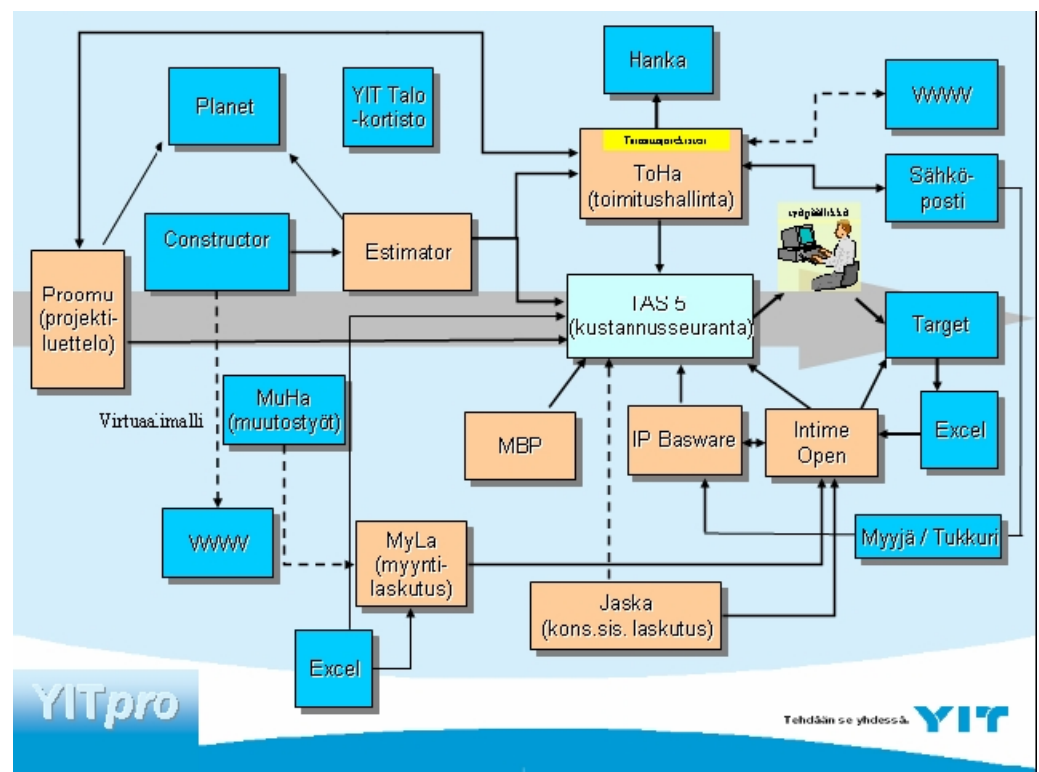 Hanka
Planet
YIT Talo
-kortisto
WWW
ToHa
(toimitushallinta)
Sähkö-
posti
työpäällikkö
Constructor
Estimator
Proomu
(projekti-
luettelo)
TAS 5
(kustannusseuranta)
Target
MuHa
(muutostyöt)
Virtuaalimalli
MBP
IP Basware
Intime
Open
Excel
WWW
MyLa
(myynti-
laskutus)
Myyjä / Tukkuri
Jaska
(kons.sis. laskutus)
Excel
YITpro
Tehdään se yhdessä.
YIT